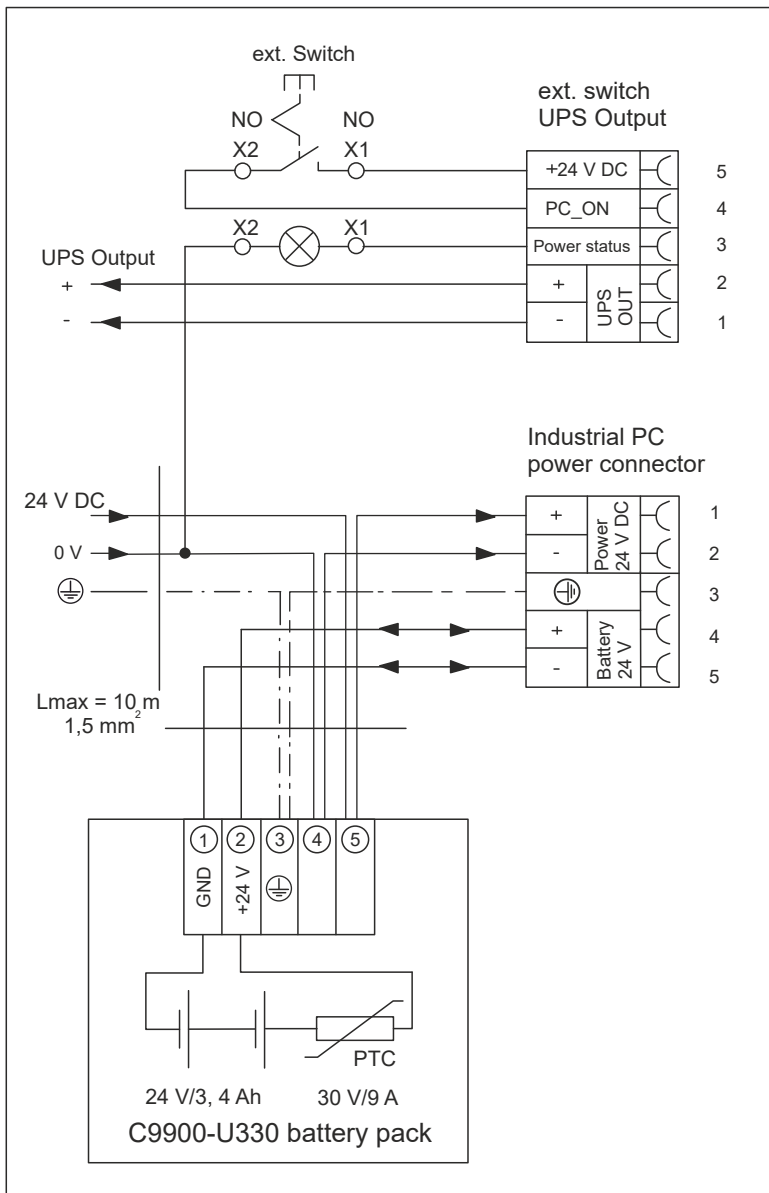 ext. Switch
ext. switch
UPS Output
NO
NO
X2
X1
+24 V DC
5
PC_ON
4
X2
X1
Power status
3
UPS Output
+
+
UPS
OUT
2
-
-
1
Industrial PC
power connector
24 V DC
+
Power
24 V DC
1
0 V
-
2
3
+
Battery
24 V
4
-
5
Lmax = 10 m
1,5 mm²
1
2
3
4
5
GND
+24 V
PTC
24 V/3, 4 Ah
30 V/9 A
C9900-U330 battery pack